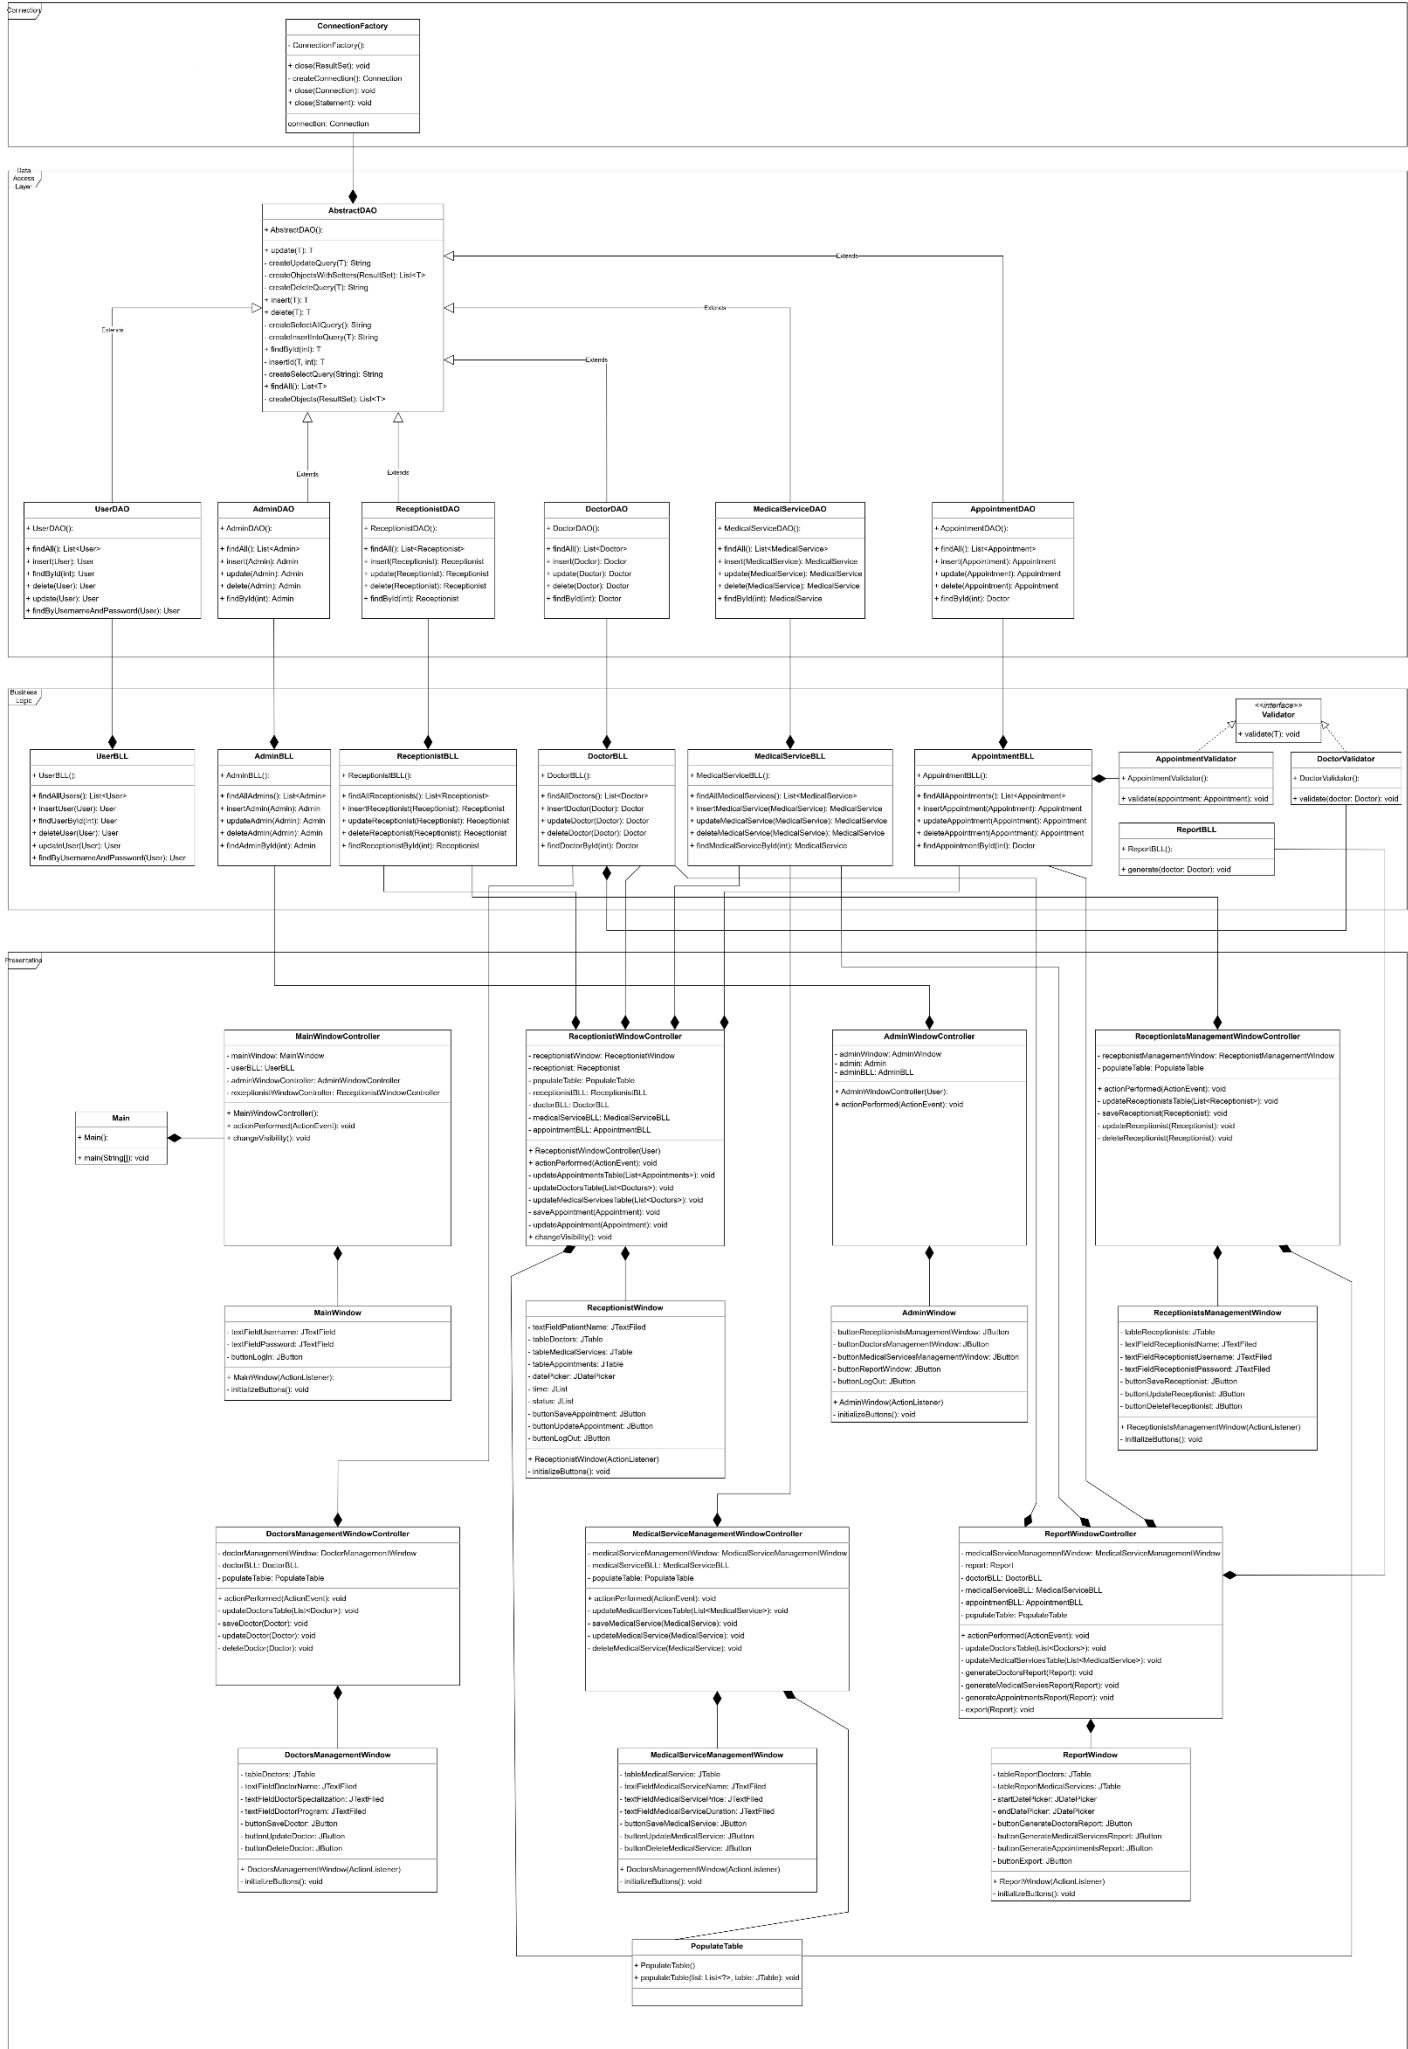 Connection
ConnectionFactory
- ConnectionFactory():
+ close(ResultSet): void
- createConnection(): Connection
+ close(Connection): void
+ close(Statement): void
connection: Connection
Data
Access
Layer
AbstractDAO
+ AbstractDAO():
+ update(T): T
- createUpdateQuery(T): String
- createObjectsWithSetters(ResultSet): List<T>
- createDeleteQuery(T): String
+ insert(T): T
+ delete(T): T
- createSelectAllQuery(): String
- createInsertIntoQuery(T): String
+ findById(int): T
- insertId(T, int): T
- createSelectQuery(String): String
+ findAll(): List<T>
- createObjects(ResultSet): List<T>
Extends
Extends
Extends
Extends
Extends
Extends
UserDAO
+ UserDAO():
+ findAll(): List<User>
+ insert(User): User
+ findById(int): User
+ delete(User): User
+ update(User): User
+ findByUsernameAndPassword(User): User
AdminDAO
+ AdminDAO():
+ findAll(): List<Admin>
+ insert(Admin): Admin
+ update(Admin): Admin
+ delete(Admin): Admin
+ findById(int): Admin
ReceptionistDAO
+ ReceptionistDAO():
+ findAll(): List<Receptionist>
+ insert(Receptionist): Receptionist
+ update(Receptionist): Receptionist
+ delete(Receptionist): Receptionist
+ findById(int): Receptionist
DoctorDAO
+ DoctorDAO():
+ findAll(): List<Doctor>
+ insert(Doctor): Doctor
+ update(Doctor): Doctor
+ delete(Doctor): Doctor
+ findById(int): Doctor
MedicalServiceDAO
+ MedicalServiceDAO():
+ findAll(): List<MedicalService>
+ insert(MedicalService): MedicalService
+ update(MedicalService): MedicalService
+ delete(MedicalService): MedicalService
+ findById(int): MedicalService
AppointmentDAO
+ AppointmentDAO():
+ findAll(): List<Appointment>
+ insert(Appointment): Appointment
+ update(Appointment): Appointment
+ delete(Appointment): Appointment
+ findById(int): Doctor
Business
Logic
UserBLL
+ UserBLL():
+ findAllUsers(): List<User>
+ insertUser(User): User
+ findUserById(int): User
+ deleteUser(User): User
+ updateUser(User): User
+ findByUsernameAndPassword(User): User
AdminBLL
+ AdminBLL():
+ findAllAdmins(): List<Admin>
+ insertAdmin(Admin): Admin
+ updateAdmin(Admin): Admin
+ deleteAdmin(Admin): Admin
+ findAdminById(int): Admin
ReceptionistBLL
+ ReceptionistBLL():
+ findAllReceptionists(): List<Receptionist>
+ insertReceptionist(Receptionist): Receptionist
+ updateReceptionist(Receptionist): Receptionist
+ deleteReceptionist(Receptionist): Receptionist
+ findReceptionistById(int): Receptionist
DoctorBLL
+ DoctorBLL():
+ findAllDoctors(): List<Doctor>
+ insertDoctor(Doctor): Doctor
+ updateDoctor(Doctor): Doctor
+ deleteDoctor(Doctor): Doctor
+ findDoctorById(int): Doctor
MedicalServiceBLL
+ MedicalServiceBLL():
+ findAllMedicalServices(): List<MedicalService>
+ insertMedicalService(MedicalService): MedicalService
+ updateMedicalService(MedicalService): MedicalService
+ deleteMedicalService(MedicalService): MedicalService
+ findMedicalServiceById(int): MedicalService
AppointmentBLL
+ AppointmentBLL():
+ findAllAppointments(): List<Appointment>
+ insertAppointment(Appointment): Appointment
+ updateAppointment(Appointment): Appointment
+ deleteAppointment(Appointment): Appointment
+ findAppointmentById(int): Doctor
<<interface>>
Validator
+ validate(T): void
AppointmentValidator
+ AppointmentValidator():
+ validate(appointment: Appointment): void
DoctorValidator
+ DoctorValidator():
+ validate(doctor: Doctor): void
ReportBLL
+ ReportBLL():
+ generate(doctor: Doctor): void
Presentation
Main
+ Main():
+ main(String[]): void
MainWindowController
- mainWindow: MainWindow
- userBLL: UserBLL
- adminWindowController: AdminWindowController
- receptionistWindowController: ReceptionistWindowController
+ MainWindowController():
+ actionPerformed(ActionEvent): void
+ changeVisibility(): void
ReceptionistWindowController
- receptionistWindow: ReceptionistWindow
- receptionist: Receptionist
- populateTable: PopulateTable
- receptionistBLL: ReceptionistBLL
- doctorBLL: DoctorBLL
- medicalServiceBLL: MedicalServiceBLL
- appointmentBLL: AppointmentBLL
+ ReceptionistWindowController(User)
+ actionPerformed(ActionEvent): void
- updateAppointmentsTable(List<Appointments>): void
- updateDoctorsTable(List<Doctors>): void
- updateMedicalServicesTable(List<Doctors>): void
- saveAppointment(Appointment): void
- updateAppointment(Appointment): void
+ changeVisibility(): void
AdminWindowController
- adminWindow: AdminWindow
- admin: Admin
- adminBLL: AdminBLL
+ AdminWindowController(User):
+ actionPerformed(ActionEvent): void
ReceptionistsManagementWindowController
- receptionistManagementWindow: ReceptionistManagementWindow
- populateTable: PopulateTable
+ actionPerformed(ActionEvent): void
- updateReceptionistsTable(List<Receptionist>): void
- saveReceptionist(Receptionist): void
- updateReceptionist(Receptionist): void
- deleteReceptionist(Receptionist): void
MainWindow
- textFieldUsername: JTextField
- textFieldPassword: JTextField
- buttonLogIn: JButton
+ MainWindow(ActionListener):
- initializeButtons(): void
ReceptionistWindow
- textFieldPatientName: JTextFiled
- tableDoctors: JTable
- tableMedicalServices: JTable
- tableAppointments: JTable
- datePicker: JDatePicker
- time: JList
- status: JList
- buttonSaveAppointment: JButton
- buttonUpdateAppointment: JButton
- buttonLogOut: JButton
+ ReceptionistWindow(ActionListener)
- initializeButtons(): void
AdminWindow
- buttonReceptionistsManagementWindow: JButton
- buttonDoctorsManagementWindow: JButton
- buttonMedicalServicesManagementWindow: JButton
- buttonReportWindow: JButton
- buttonLogOut: JButton
+ AdminWindow(ActionListener)
- initializeButtons(): void
ReceptionistsManagementWindow
- tableReceptionists: JTable
- textFieldReceptionistName: JTextFiled
- textFieldReceptionistUsername: JTextFiled
- textFieldReceptionistPassword: JTextFiled
- buttonSaveReceptionist: JButton
- buttonUpdateReceptionist: JButton
- buttonDeleteReceptionist: JButton
+ ReceptionistsManagementWindow(ActionListener)
- initializeButtons(): void
DoctorsManagementWindowController
- doctorManagementWindow: DoctorManagementWindow
- doctorBLL: DoctorBLL
- populateTable: PopulateTable
+ actionPerformed(ActionEvent): void
- updateDoctorsTable(List<Doctor>): void
- saveDoctor(Doctor): void
- updateDoctor(Doctor): void
- deleteDoctor(Doctor): void
MedicalServiceManagementWindowController
- medicalServiceManagementWindow: MedicalServiceManagementWindow
- medicalServiceBLL: MedicalServiceBLL
- populateTable: PopulateTable
+ actionPerformed(ActionEvent): void
- updateMedicalServicesTable(List<MedicalService>): void
- saveMedicalService(MedicalService): void
- updateMedicalService(MedicalService): void
- deleteMedicalService(MedicalService): void
ReportWindowController
- medicalServiceManagementWindow: MedicalServiceManagementWindow
- report: Report
- doctorBLL: DoctorBLL
- medicalServiceBLL: MedicalServiceBLL
- appointmentBLL: AppointmentBLL
- populateTable: PopulateTable
+ actionPerformed(ActionEvent): void
- updateDoctorsTable(List<Doctors>): void
- updateMedicalServicesTable(List<MedicalService>): void
- generateDoctorsReport(Report): void
- generateMedicalServiesReport(Report): void
- generateAppointmentsReport(Report): void
- export(Report): void
DoctorsManagementWindow
- tableDoctors: JTable
- textFieldDoctorName: JTextFiled
- textFieldDoctorSpecialization: JTextFiled
- textFieldDoctorProgram: JTextFiled
- buttonSaveDoctor: JButton
- buttonUpdateDoctor: JButton
- buttonDeleteDoctor: JButton
+ DoctorsManagementWindow(ActionListener)
- initializeButtons(): void
MedicalServiceManagementWindow
- tableMedicalService: JTable
- textFieldMedicalServiceName: JTextFiled
- textFieldMedicalServicePrice: JTextFiled
- textFieldMedicalServiceDuration: JTextFiled
- buttonSaveMedicalService: JButton
- buttonUpdateMedicalService: JButton
- buttonDeleteMedicalService: JButton
+ DoctorsManagementWindow(ActionListener)
- initializeButtons(): void
ReportWindow
- tableReportDoctors: JTable
- tableReportMedicalServices: JTable
- startDatePicker: JDatePicker
- endDatePicker: JDatePicker
- buttonGenerateDoctorsReport: JButton
- buttonGenerateMedicalServicesReport: JButton
- buttonGenerateAppointmentsReport: JButton
- buttonExport: JButton
+ ReportWindow(ActionListener)
- initializeButtons(): void
PopulateTable
+ PopulateTable()
+ populateTable(list: List<?>, table: JTable): void